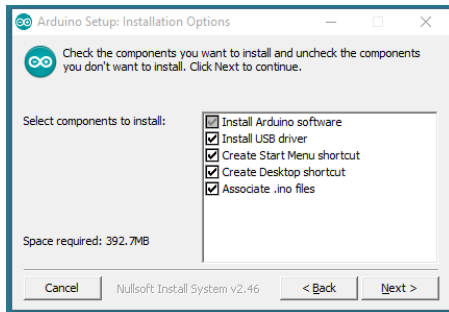 Arduino Setup: Installation Options
Check the components you want to install and uncheck the components
you don't want to install. Click Next to continue.
Select components to install:
Install Arduino software
Install USB driver
Create Start Menu shortcut
Create Desktop shortcut
Associate .ino files
Space required: 392.7MB
Cancel
Nullsoft Install System v2.46
< Back
Next >